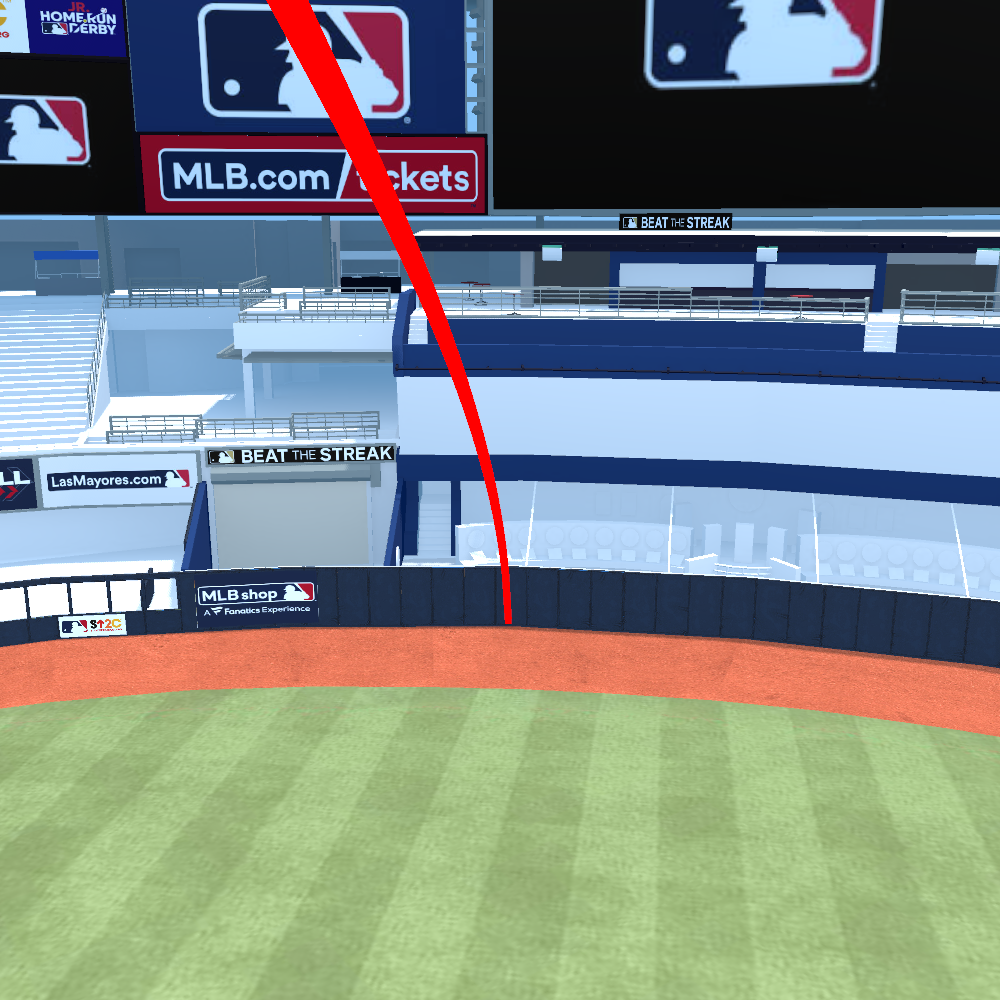 JR.
HOME RUN
DERBY
MLB.com/tickets
BEAT THE STREAK
BEAT THE STREAK
LasMayores.com
MLB shop
A Fanatics Experience